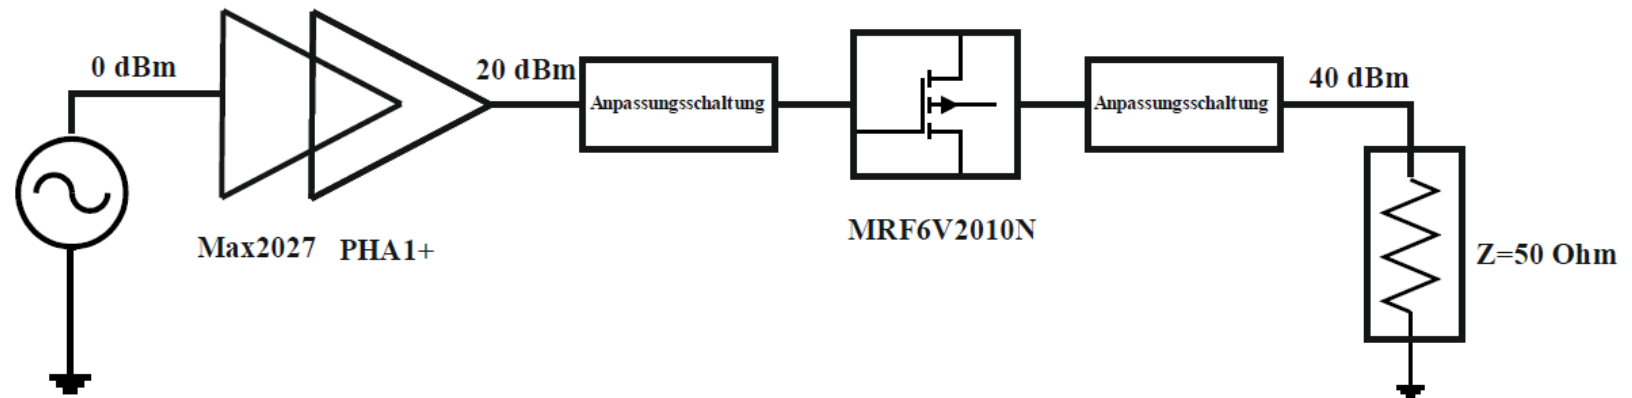 0 dBm
20 dBm
Anpassungsschaltung
Anpassungsschaltung
40 dBm
Max2027
PHA1+
MRF6V2010N
Z=50 Ohm